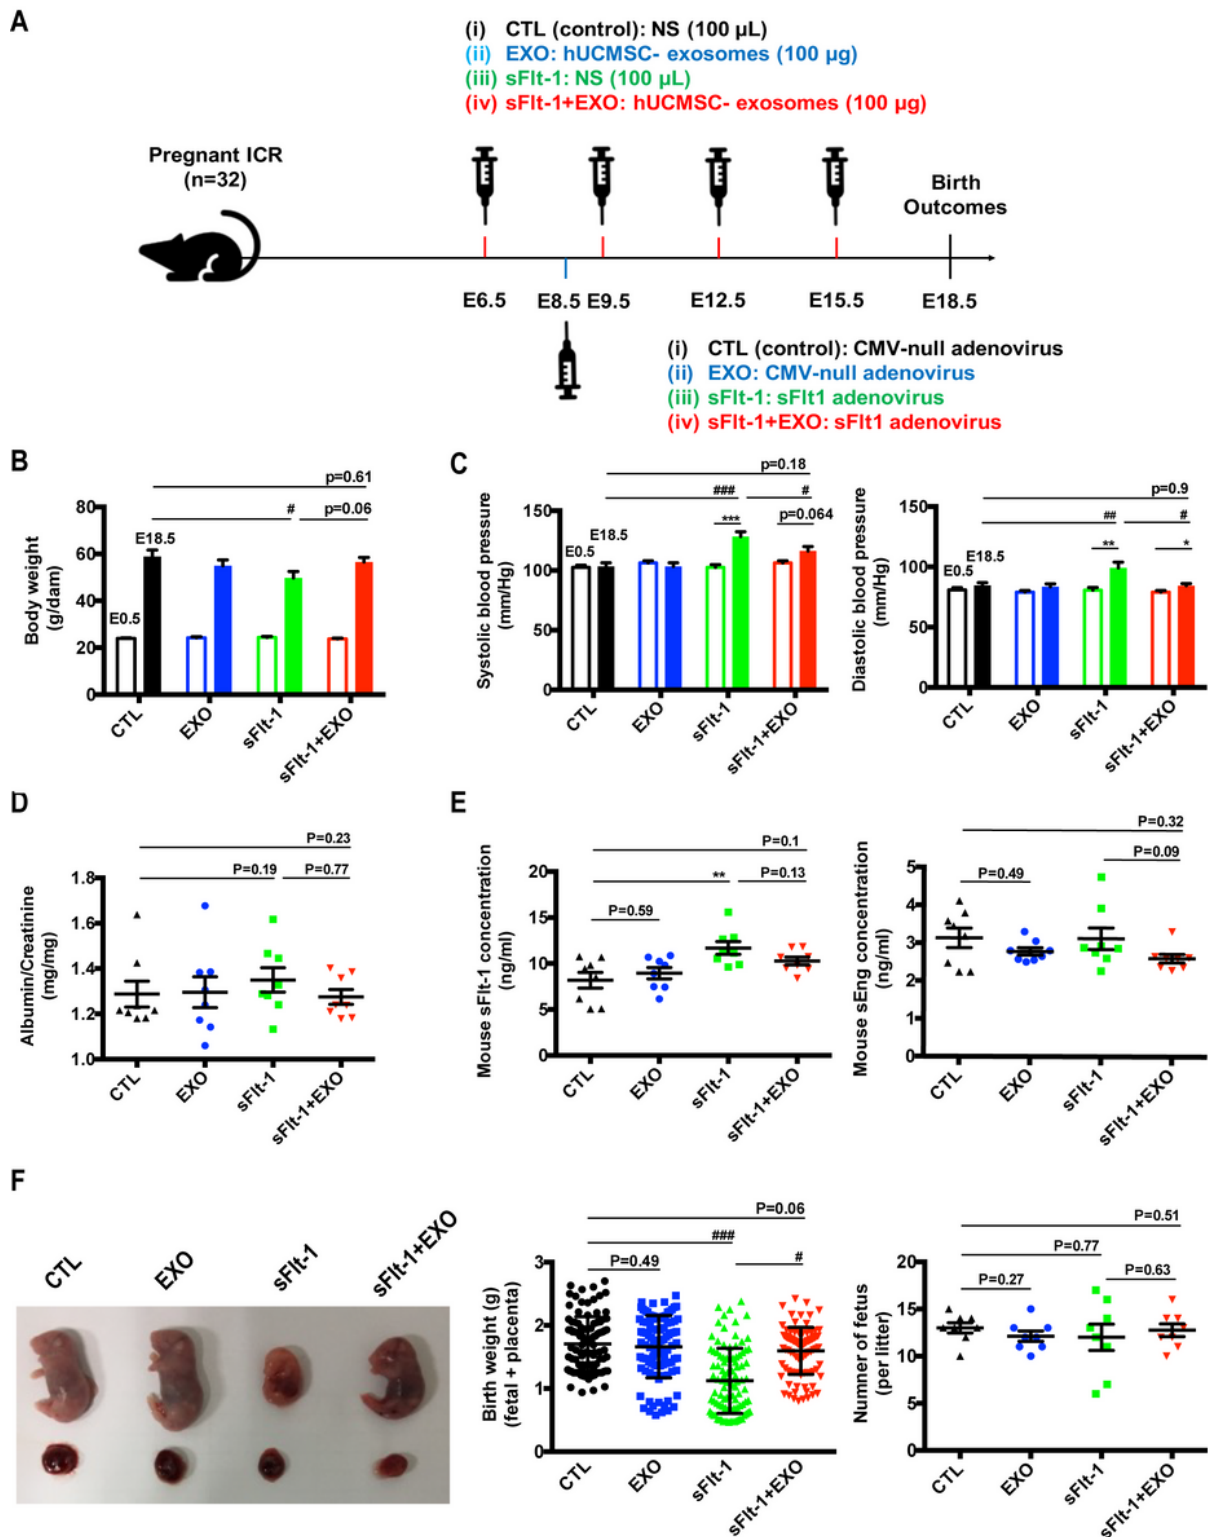 A
(i) CTL (control): NS (100 µL)
(ii) EXO: hUCMSC- exosomes (100 µg)
(iii) sFlt-1: NS (100 µL)
(iv) sFlt-1+EXO: hUCMSC- exosomes (100 µg)
Pregnant ICR
(n=32)
Birth
Outcomes
E6.5 E8.5 E9.5 E12.5 E15.5 E18.5
(i) CTL (control): CMV-null adenovirus
(ii) EXO: CMV-null adenovirus
(iii) sFlt-1: sFlt1 adenovirus
(iv) sFlt-1+EXO: sFlt1 adenovirus
B
p=0.61
# p=0.06
Body weight
(g/dam)
80
60
40
20
0
E18.5
E0.5
CTL EXO sFlt-1 sFlt-1+EXO
C
p=0.18
### #
*** p=0.064
Systolic blood pressure
(mm/Hg)
150
100
50
0
E0.5 E18.5
CTL EXO sFlt-1 sFlt-1+EXO
p=0.9
## #
** *
Diastolic blood pressure
(mm/Hg)
150
100
50
0
E0.5 E18.5
CTL EXO sFlt-1 sFlt-1+EXO
D
P=0.23
P=0.19 P=0.77
Albumin/Creatinine
(mg/mg)
1.8
1.6
1.4
1.2
1.0
CTL EXO sFlt-1 sFlt-1+EXO
E
P=0.1
** P=0.13
P=0.59
Mouse sFlt-1 concentration
(ng/ml)
20
15
10
5
0
CTL EXO sFlt-1 sFlt-1+EXO
P=0.32
P=0.09
P=0.49
Mouse sEng concentration
(ng/ml)
5
4
3
2
1
0
CTL EXO sFlt-1 sFlt-1+EXO
F
CTL EXO sFlt-1 sFlt-1+EXO
P=0.06
###
P=0.49 #
Birth weight (g)
(fetal + placenta)
3
2
1
0
CTL EXO sFlt-1 sFlt-1+EXO
P=0.51
P=0.77
P=0.27 P=0.63
Numner of fetus
(per litter)
20
15
10
5
0
CTL EXO sFlt-1 sFlt-1+EXO